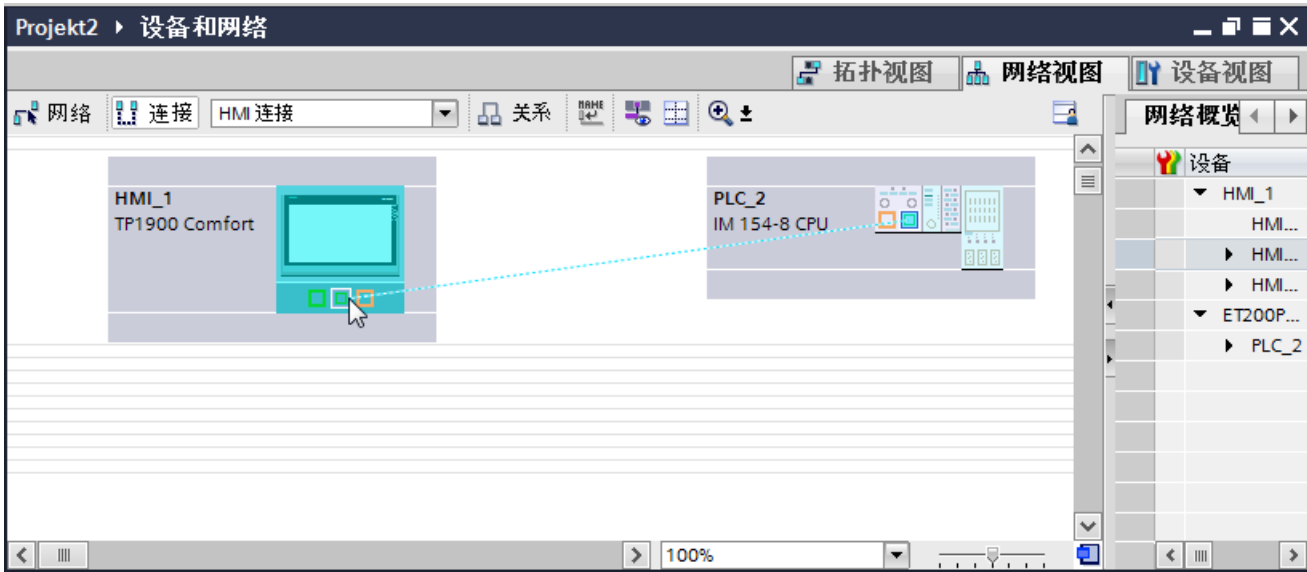 Projekt2 ▸ 设备和网络
拓扑视图 网络视图 设备视图
网络 连接 HMI 连接 关系
网络概览
设备
HMI_1
TP1900 Comfort
PLC_2
IM 154-8 CPU
HMI_1
HMI...
HMI...
HMI...
ET200P...
PLC_2
100%